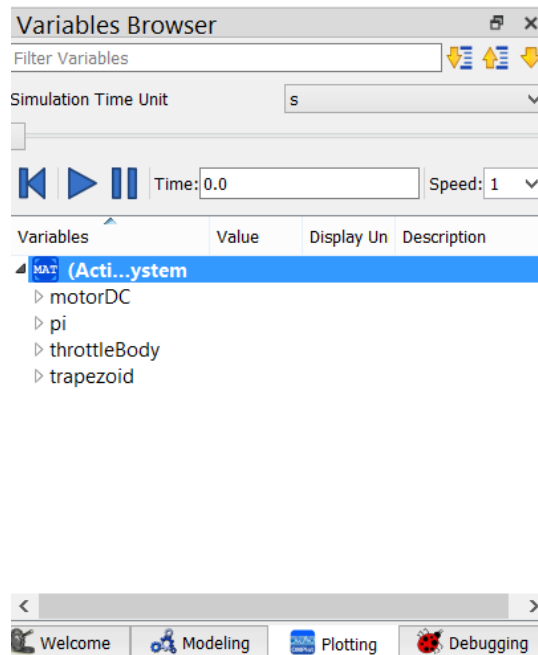 Variables Browser
Filter Variables
Simulation Time Unit s
Time: 0.0 Speed: 1
Variables Value Display Un Description
MAT (Acti...ystem
motorDC
pi
throttleBody
trapezoid
Welcome Modeling Plotting Debugging